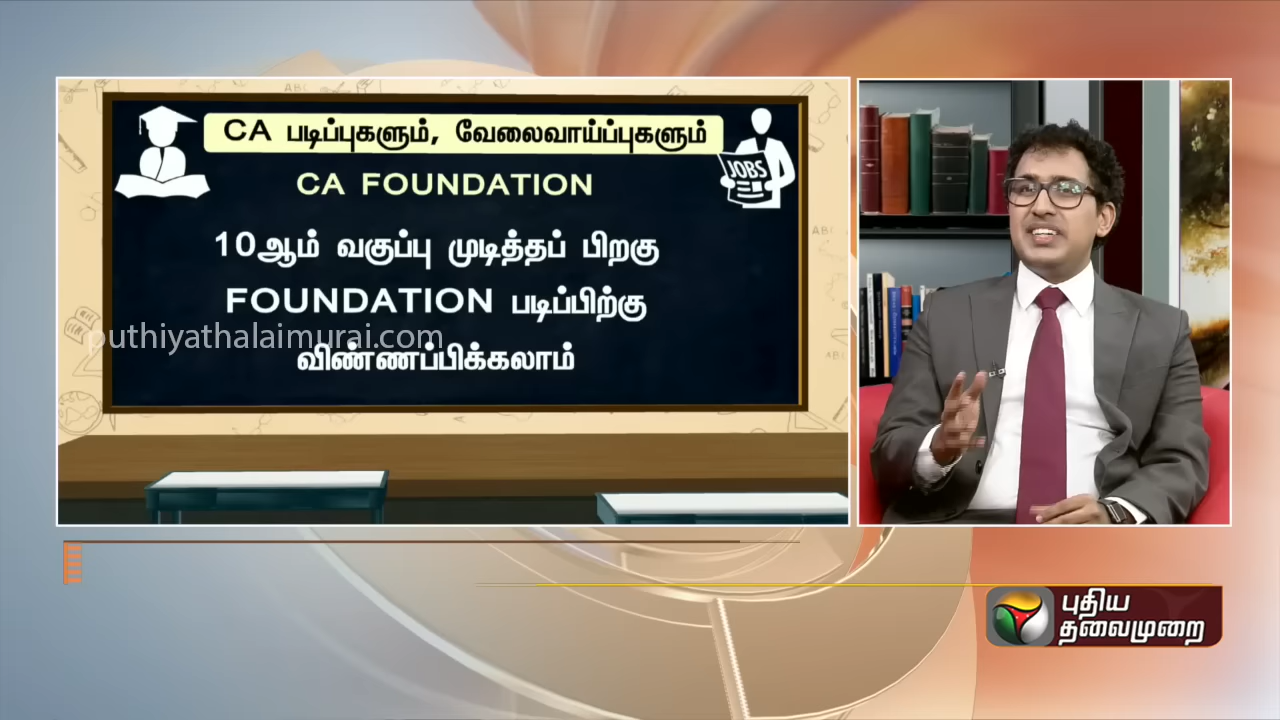 CA படிப்புகளும், வேலைவாய்ப்புகளும்
JOBS
CA FOUNDATION
10ஆம் வகுப்பு முடித்தப் பிறகு
FOUNDATION படிப்பிற்கு
puthiyathalaimurai.com
விண்ணப்பிக்கலாம்
புதிய
தலைமுறை